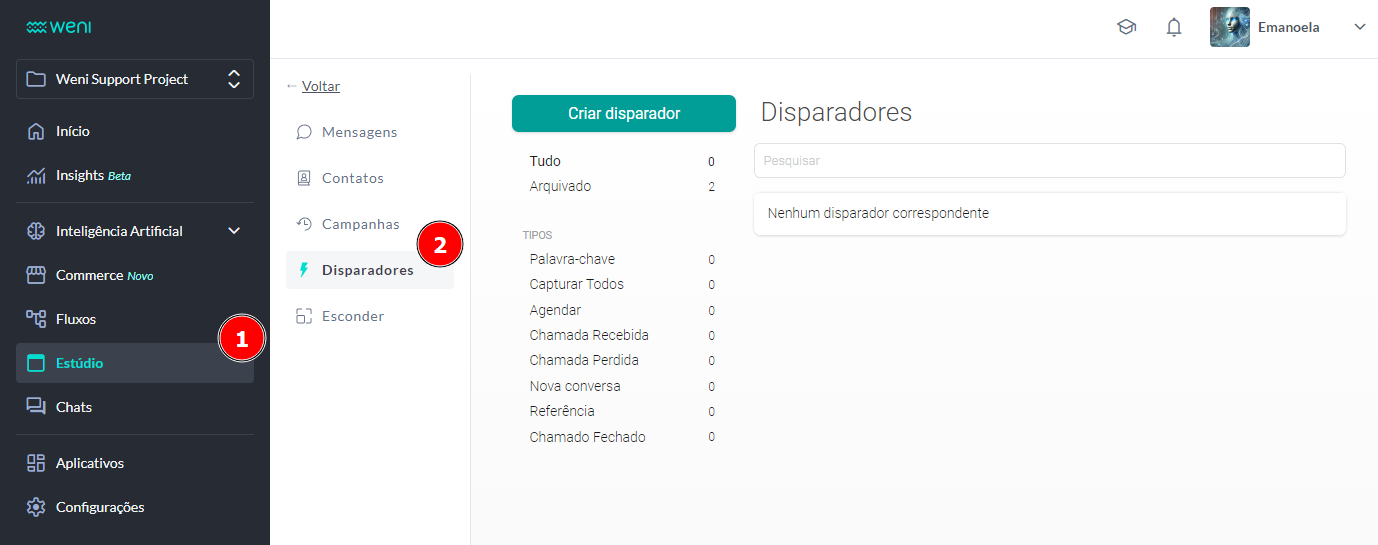 weni
Weni Support Project
Início
Insights Beta
Inteligência Artificial
Commerce Novo
Fluxos
1
Estúdio
Chats
Aplicativos
Configurações
← Voltar
Mensagens
Contatos
Campanhas
2
Disparadores
Esconder
Emanoela
Criar disparador
Tudo 0
Arquivado 2
TIPOS
Palavra-chave 0
Capturar Todos 0
Agendar 0
Chamada Recebida 0
Chamada Perdida 0
Nova conversa 0
Referência 0
Chamado Fechado 0
Disparadores
Pesquisar
Nenhum disparador correspondente